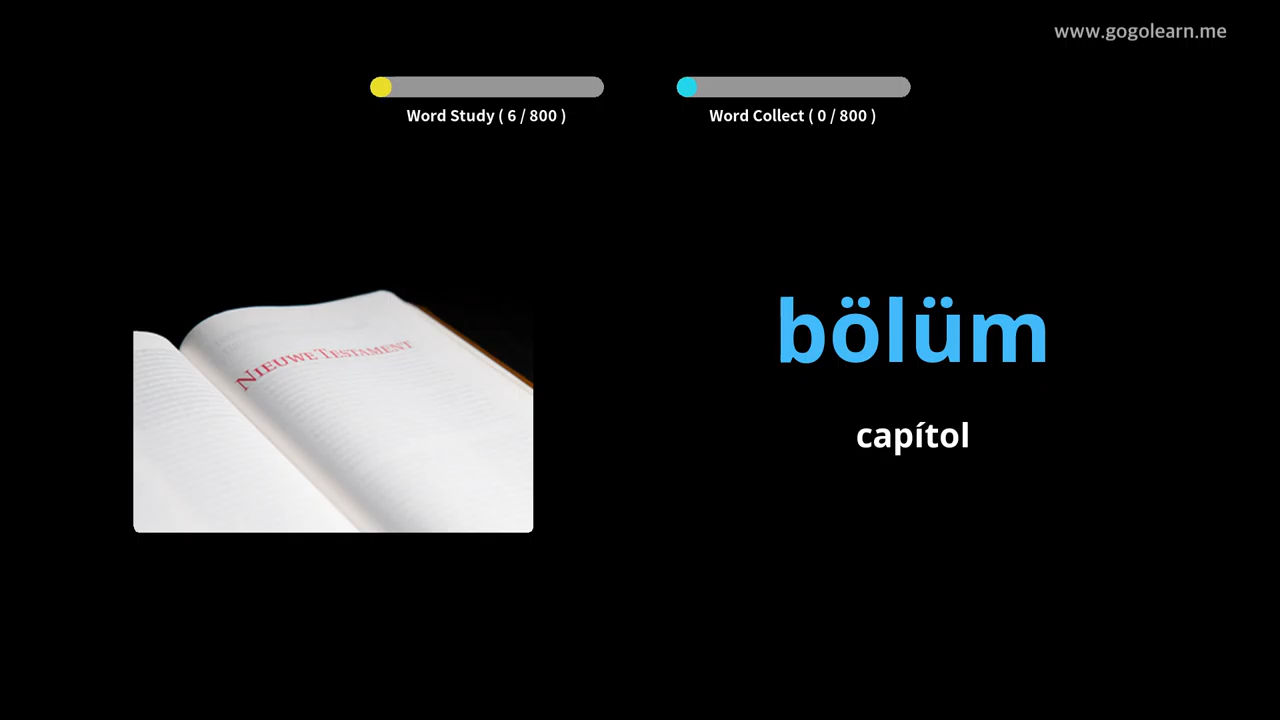 www.gogolearn.me
Word Study ( 6 / 800 )
Word Collect ( 0 / 800 )
NIEUWE TESTAMENT
bölüm
capítol